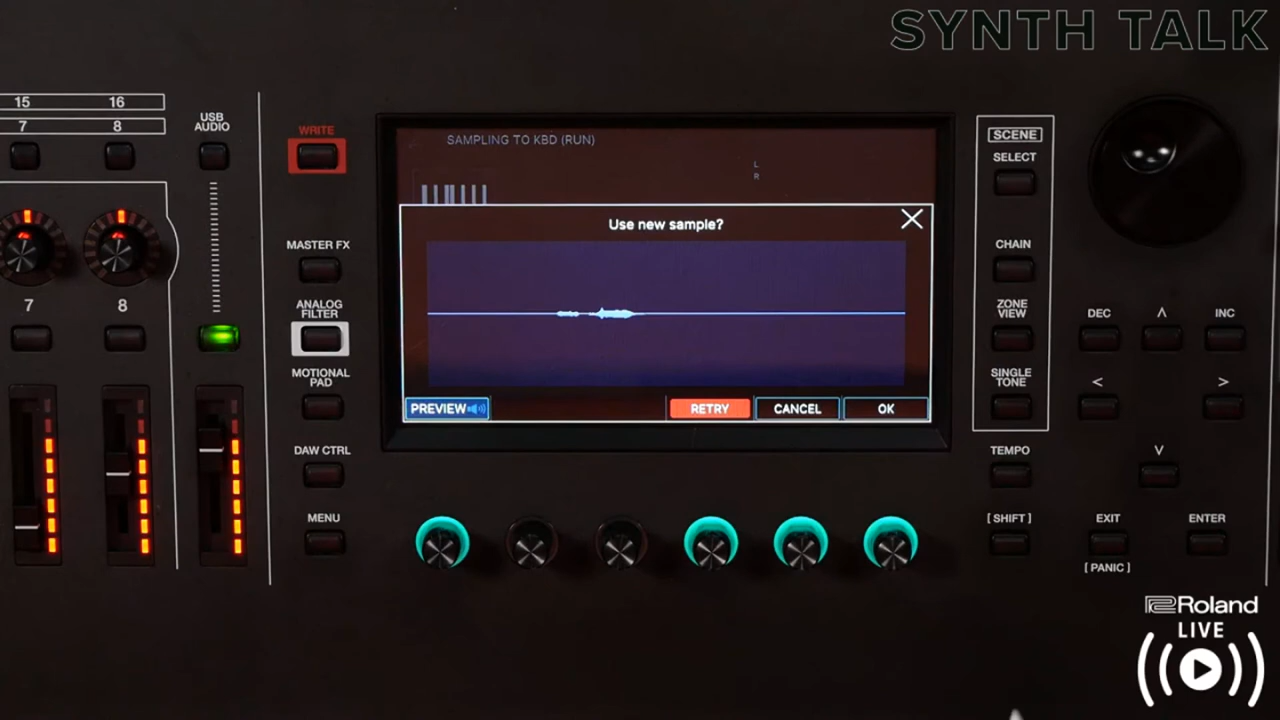 SYNTH TALK
15 16
7 8
USB
AUDIO
WRITE
SAMPLING TO KBD (RUN)
L
R
SCENE
SELECT
Use new sample?
MASTER FX
CHAIN
7 8
ANALOG
FILTER
ZONE
VIEW
DEC ∧ INC
MOTIONAL
PAD
SINGLE
TONE
< >
PREVIEW RETRY CANCEL OK
DAW CTRL
TEMPO
∨
MENU
[ SHIFT ]
EXIT ENTER
[ PANIC ]
Roland
LIVE